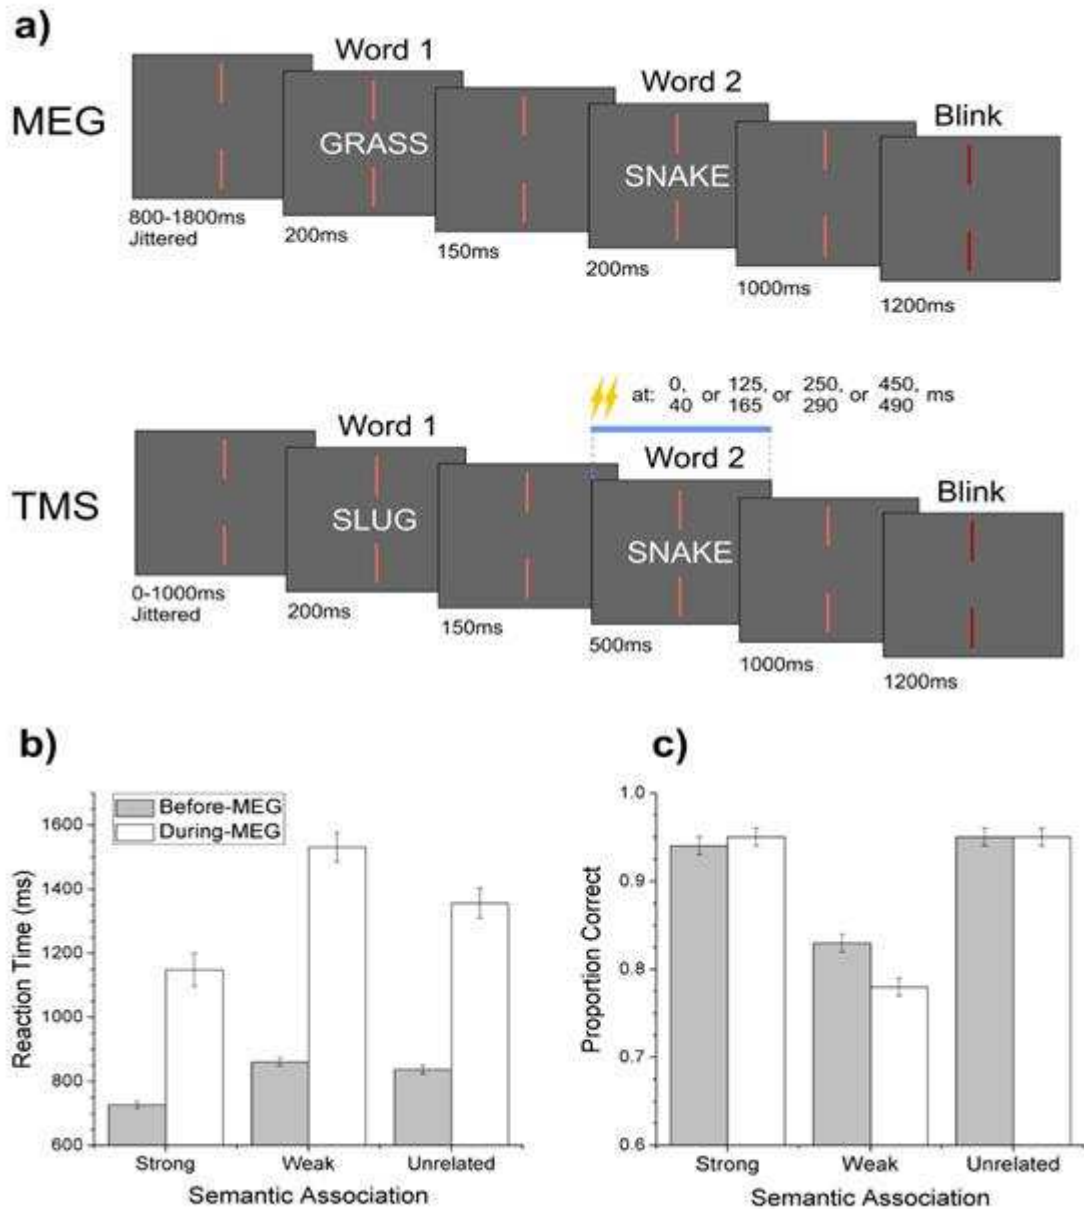 a)
MEG
Word 1
Word 2
Blink
GRASS
SNAKE
800-1800ms
Jittered
200ms
150ms
200ms
1000ms
1200ms
at: 0, or 125, or 250, or 450, ms
40 165 290 490
TMS
Word 1
Word 2
Blink
SLUG
SNAKE
0-1000ms
Jittered
200ms
150ms
500ms
1000ms
1200ms
b)
Before-MEG
During-MEG
Reaction Time (ms)
1600
1400
1200
1000
800
600
Strong Weak Unrelated
Semantic Association
c)
Proportion Correct
1.0
0.9
0.8
0.7
0.6
Strong Weak Unrelated
Semantic Association